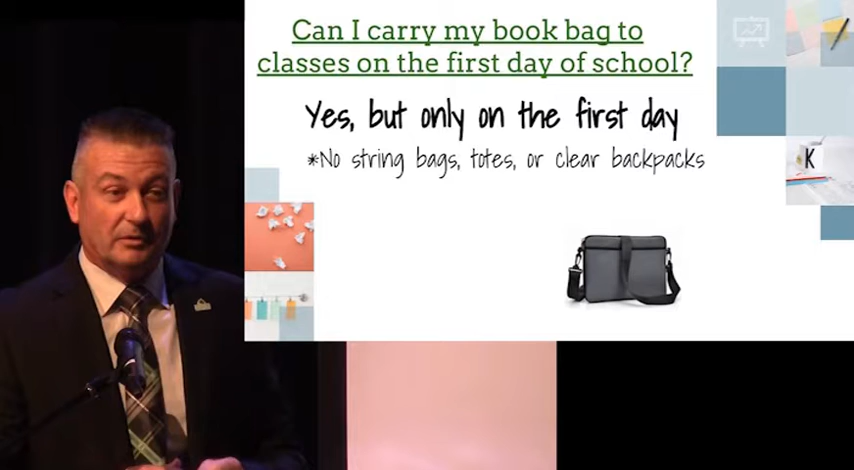 Can I carry my book bag to
classes on the first day of school?
Yes, but only on the first day
*No string bags, totes, or clear backpacks
K